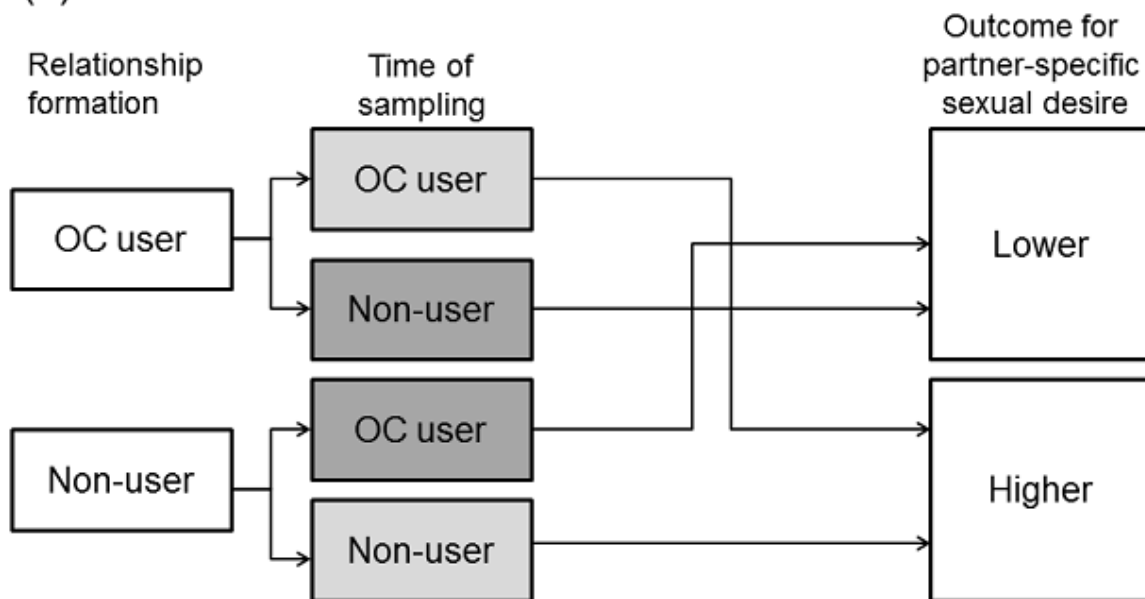 Relationship
formation
Time of
sampling
Outcome for
partner-specific
sexual desire
OC user
OC user
Non-user
Lower
Non-user
OC user
Non-user
Higher